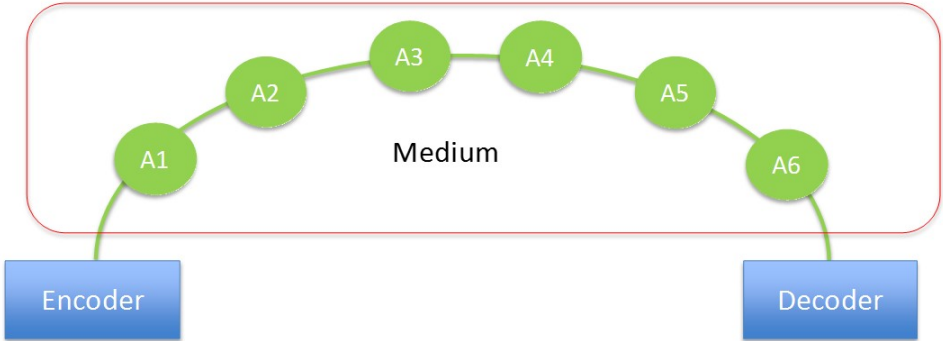 A1
A2
A3
A4
A5
A6
Medium
Encoder
Decoder